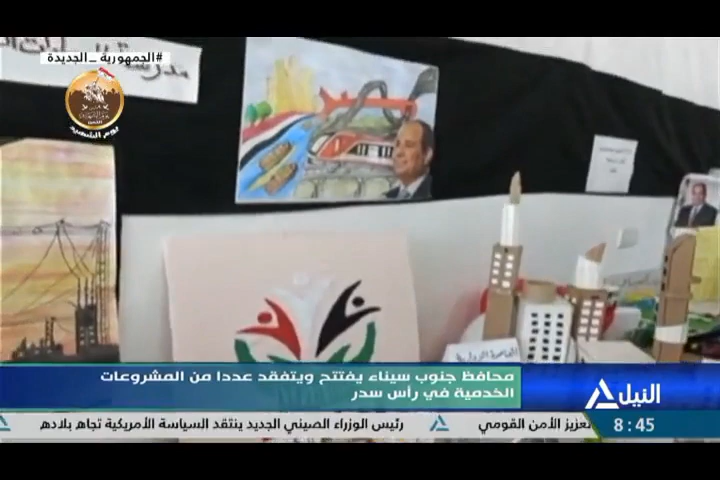 #الجمهورية_الجديدة
مدرسة
يوم الشهيد
محافظ جنوب سيناء يفتتح ويتفقد عددا من المشروعات
الخدمية في رأس سدر
النيل
تعزيز الأمن القومي
رئيس الوزراء الصيني الجديد ينتقد السياسة الأمريكية تجاه بلاده
8:45